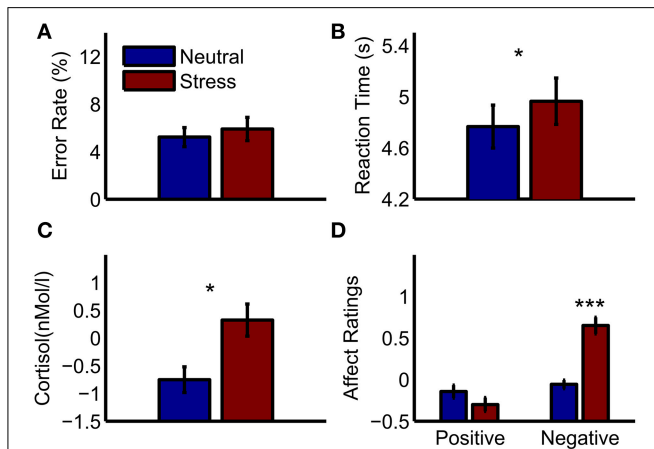 A
Error Rate (%)
12
8
4
0
Neutral
Stress
B
Reaction Time (s)
5.4
5
4.6
4.2
*
C
Cortisol(nMol/l)
1
0.5
0
−0.5
−1
−1.5
*
D
Affect Ratings
1
0.5
0
−0.5
***
Positive Negative